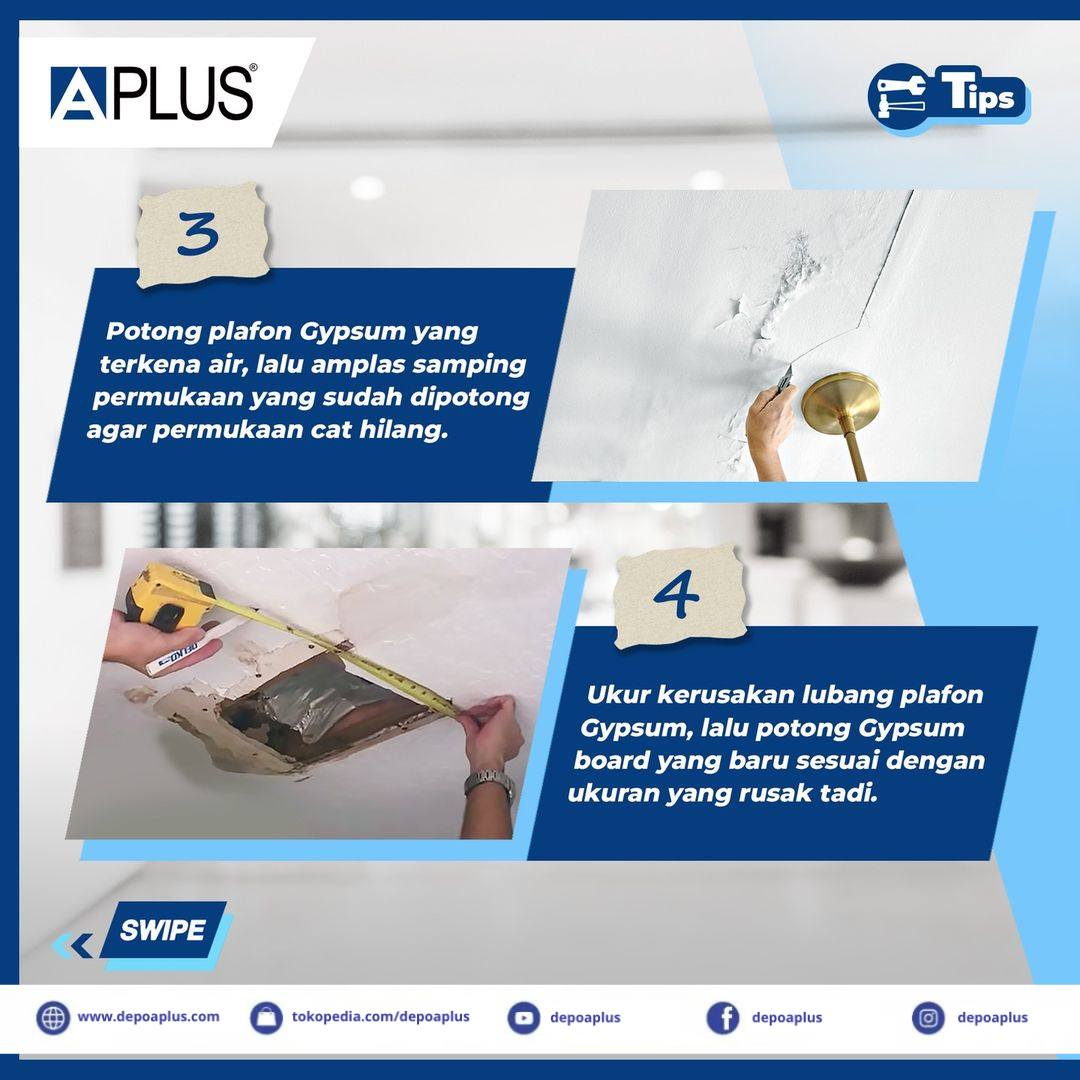 APLUS®
Tips
3
Potong plafon Gypsum yang
terkena air, lalu amplas samping
permukaan yang sudah dipotong
agar permukaan cat hilang.
4
Ukur kerusakan lubang plafon
Gypsum, lalu potong Gypsum
board yang baru sesuai dengan
ukuran yang rusak tadi.
SWIPE
www.depoaplus.com
tokopedia.com/depoaplus
depoaplus
depoaplus
depoaplus